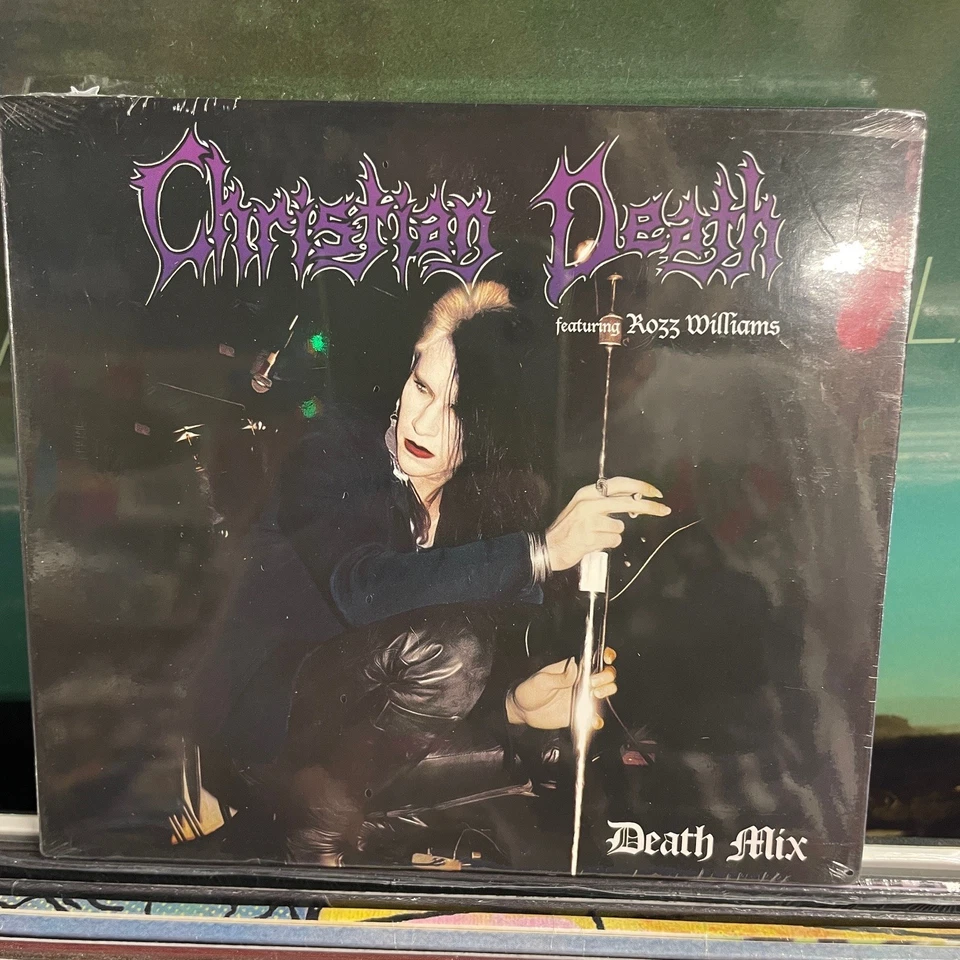 Christian Death
featuring Rozz Williams
Death Mix